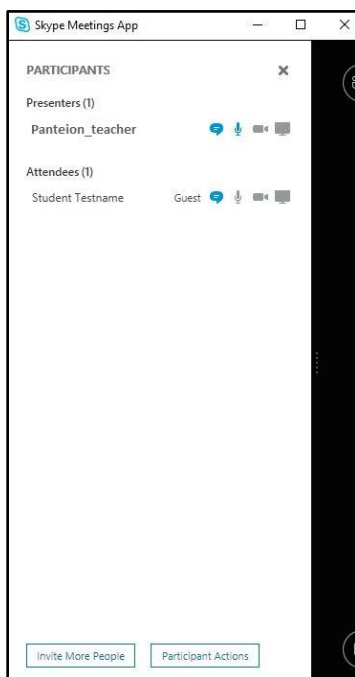 Skype Meetings App
PARTICIPANTS
Presenters (1)
Panteion_teacher
Attendees (1)
Student Testname Guest
Invite More People Participant Actions